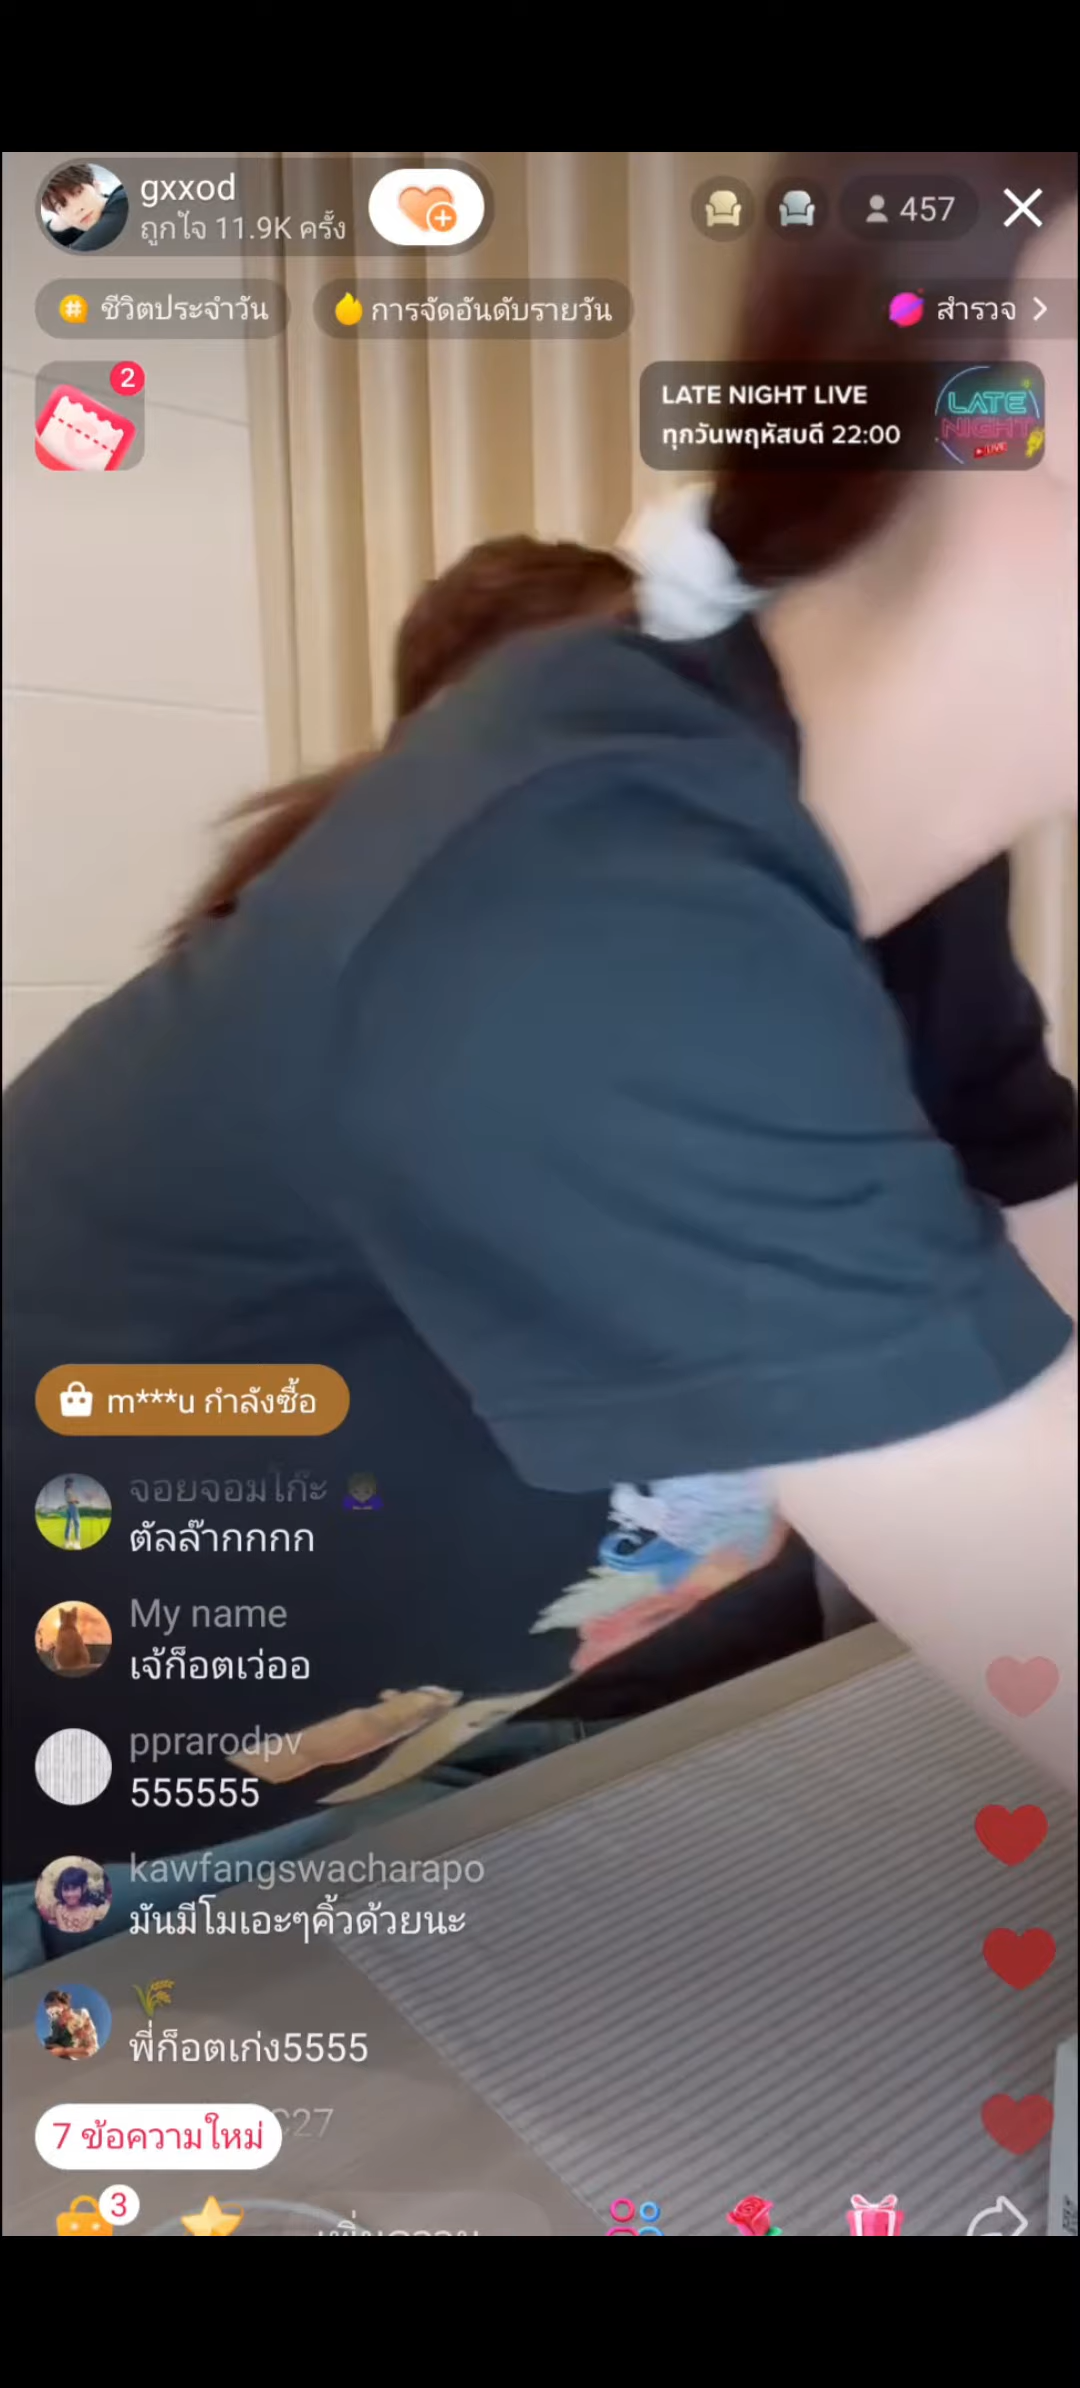 gxxod
ถูกใจ 11.9K ครั้ง
457
ชีวิตประจำวัน
การจัดอันดับรายวัน
สำรวจ
2
LATE NIGHT LIVE
ทุกวันพฤหัสบดี 22:00
LATE
NIGHT
LIVE
m***u กำลังซื้อ
จอยจอมโก๊ะ
ตัลล๊ากกกก
My name
เจ้ก็อตเว่ออ
pprarodpv
555555
kawfangswacharapo
มันมีโมเอะๆคิ้วด้วยนะ
พี่ก็อตเก่ง5555
C27
7 ข้อความใหม่
3